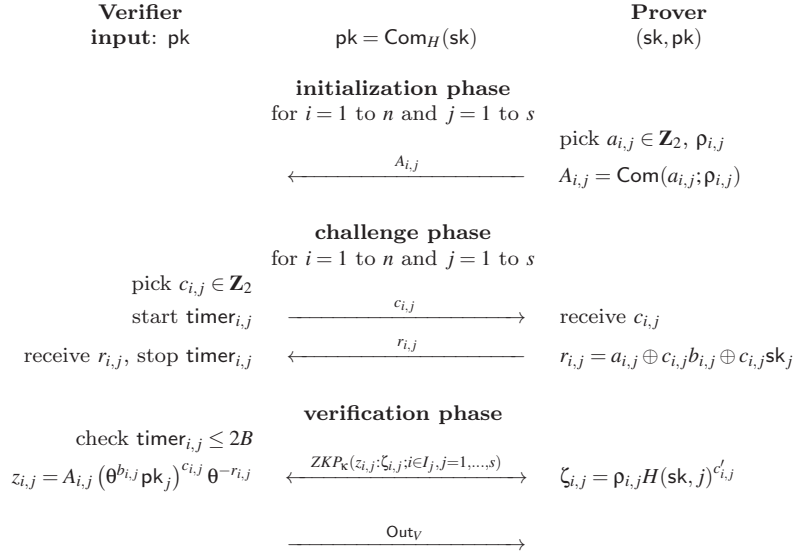 Verifier Prover
input: pk pk = Com_H(sk) (sk, pk)
initialization phase
for i = 1 to n and j = 1 to s
pick a_{i,j} ∈ Z_2, ρ_{i,j}
A_{i,j} A_{i,j} = Com(a_{i,j}; ρ_{i,j})
challenge phase
for i = 1 to n and j = 1 to s
pick c_{i,j} ∈ Z_2
start timer_{i,j} c_{i,j} receive c_{i,j}
receive r_{i,j}, stop timer_{i,j} r_{i,j} r_{i,j} = a_{i,j} ⊕ c_{i,j}b_{i,j} ⊕ c_{i,j}sk_j
verification phase
check timer_{i,j} ≤ 2B
z_{i,j} = A_{i,j} (θ^{b_{i,j}} pk_j)^{c_{i,j}} θ^{-r_{i,j}} ZKP_κ(z_{i,j}:ζ_{i,j}; i∈I_j, j=1,...,s) ζ_{i,j} = ρ_{i,j}H(sk, j)^{c'_{i,j}}
Out_V